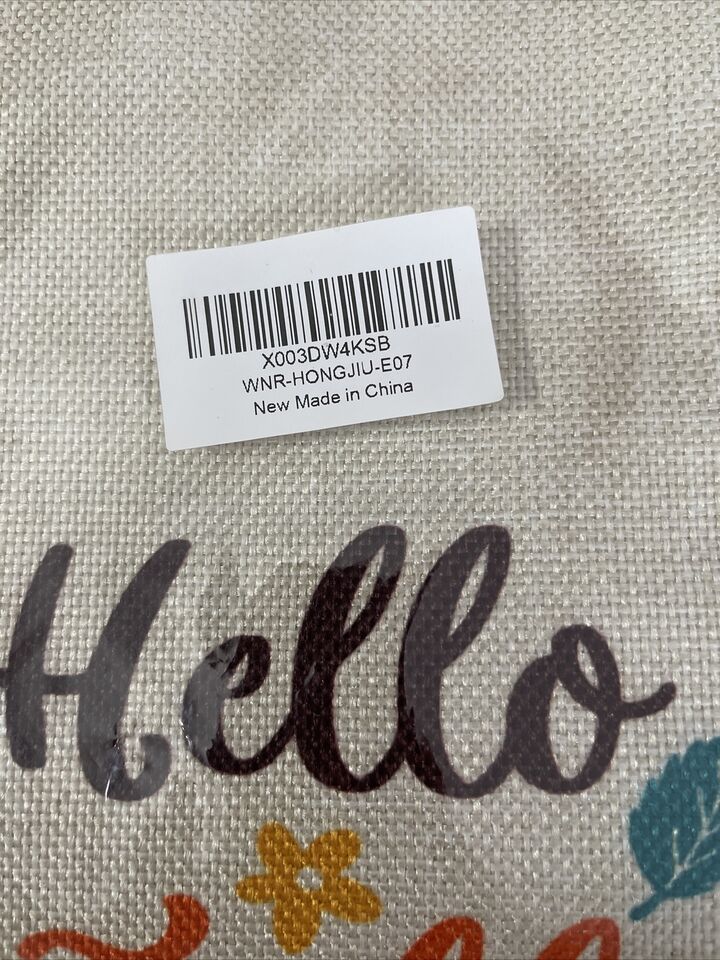 X003DW4KSB
WNR-HONGJIU-E07
New Made in China
Hello